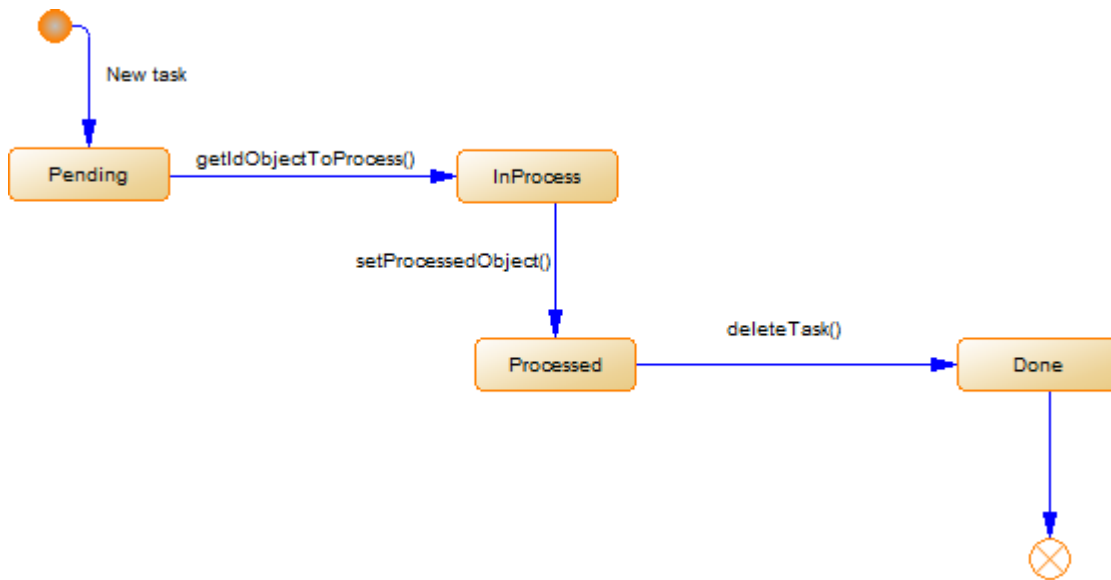 New task
Pending
getIdObjectToProcess()
InProcess
setProcessedObject()
Processed
deleteTask()
Done